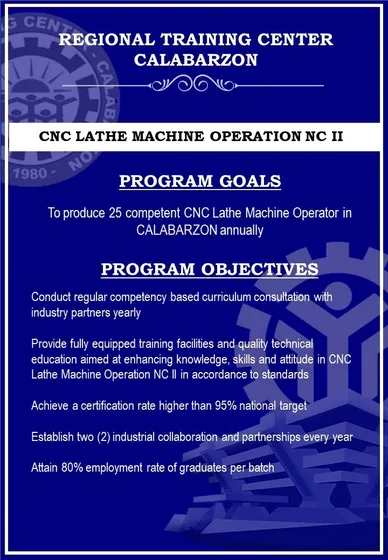 REGIONAL TRAINING CENTER
CALABARZON
CNC LATHE MACHINE OPERATION NC II
PROGRAM GOALS
To produce 25 competent CNC Lathe Machine Operator in
CALABARZON annually
PROGRAM OBJECTIVES
Conduct regular competency based curriculum consultation with
industry partners yearly
Provide fully equipped training facilities and quality technical
education aimed at enhancing knowledge, skills and attitude in CNC
Lathe Machine Operation NC II in accordance to standards
Achieve a certification rate higher than 95% national target
Establish two (2) industrial collaboration and partnerships every year
Attain 80% employment rate of graduates per batch
- 1980 -